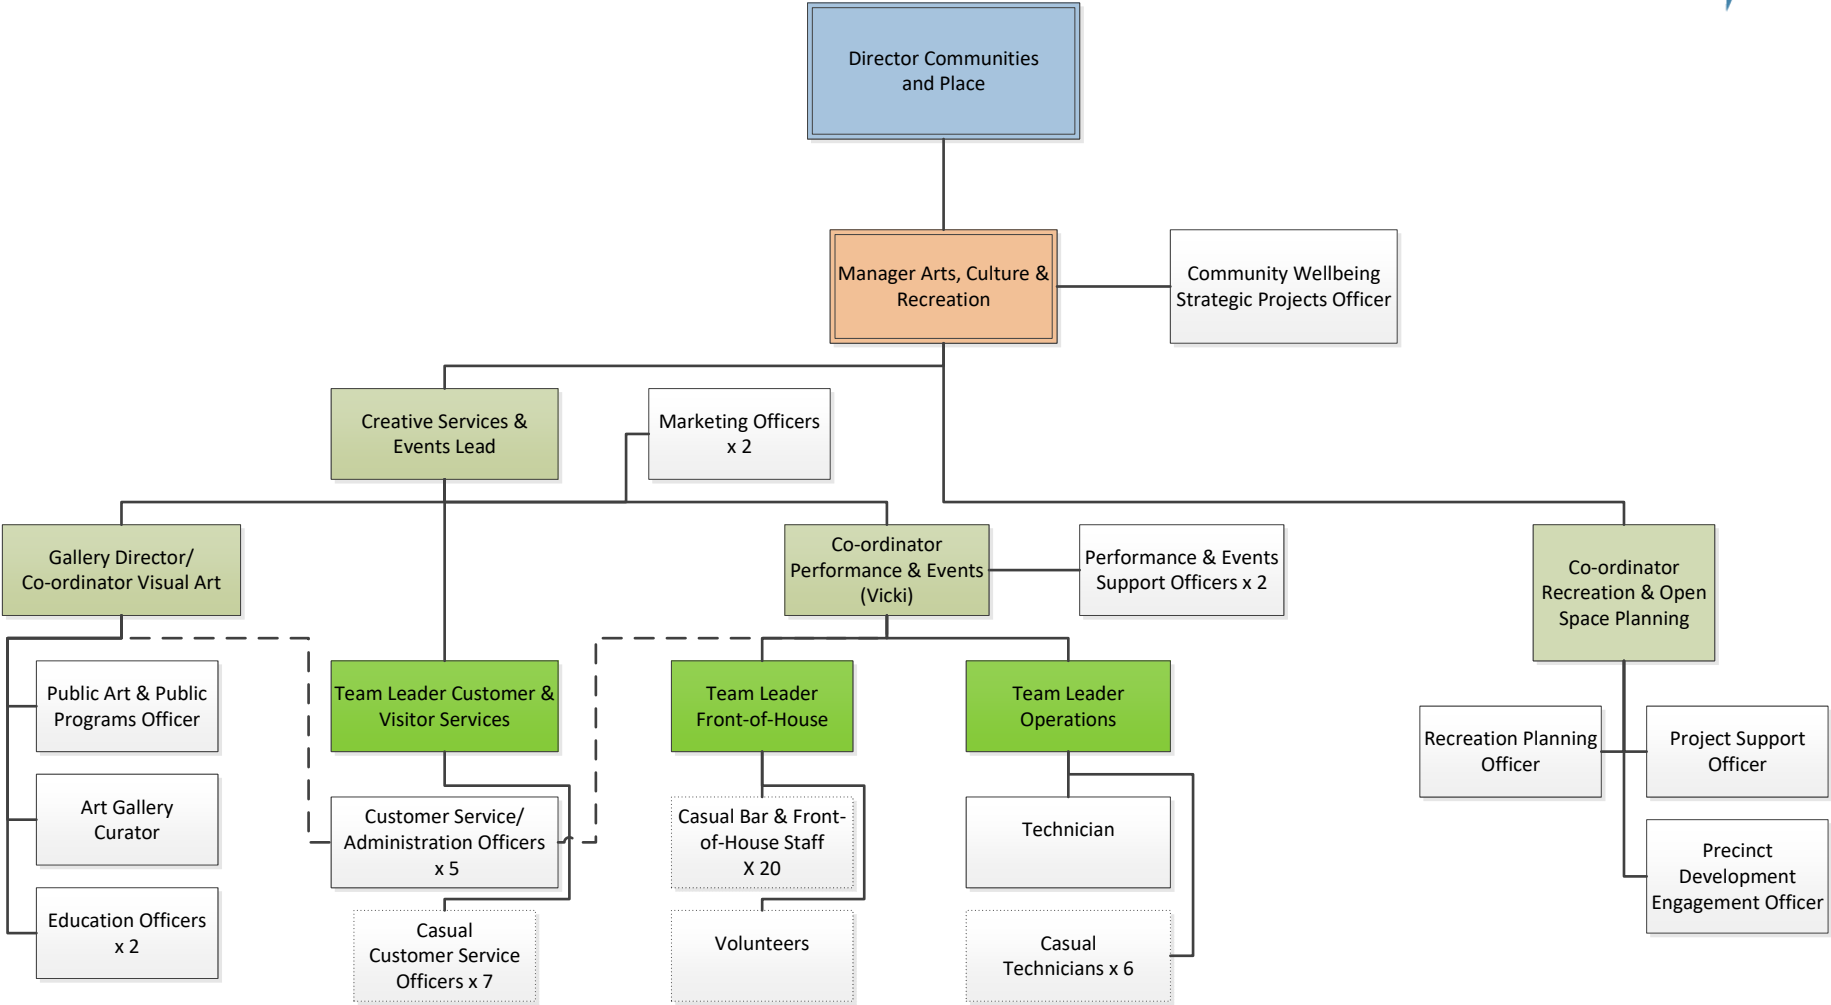 Director Communities
and Place
Manager Arts, Culture &
Recreation
Community Wellbeing
Strategic Projects Officer
Creative Services &
Events Lead
Marketing Officers
x 2
Gallery Director/
Co-ordinator Visual Art
Co-ordinator
Performance & Events
(Vicki)
Performance & Events
Support Officers x 2
Co-ordinator
Recreation & Open
Space Planning
Public Art & Public
Programs Officer
Team Leader Customer &
Visitor Services
Team Leader
Front-of-House
Team Leader
Operations
Recreation Planning
Officer
Project Support
Officer
Art Gallery
Curator
Customer Service/
Administration Officers
x 5
Casual Bar & Front-
of-House Staff
X 20
Technician
Precinct
Development
Engagement Officer
Education Officers
x 2
Casual
Customer Service
Officers x 7
Volunteers
Casual
Technicians x 6